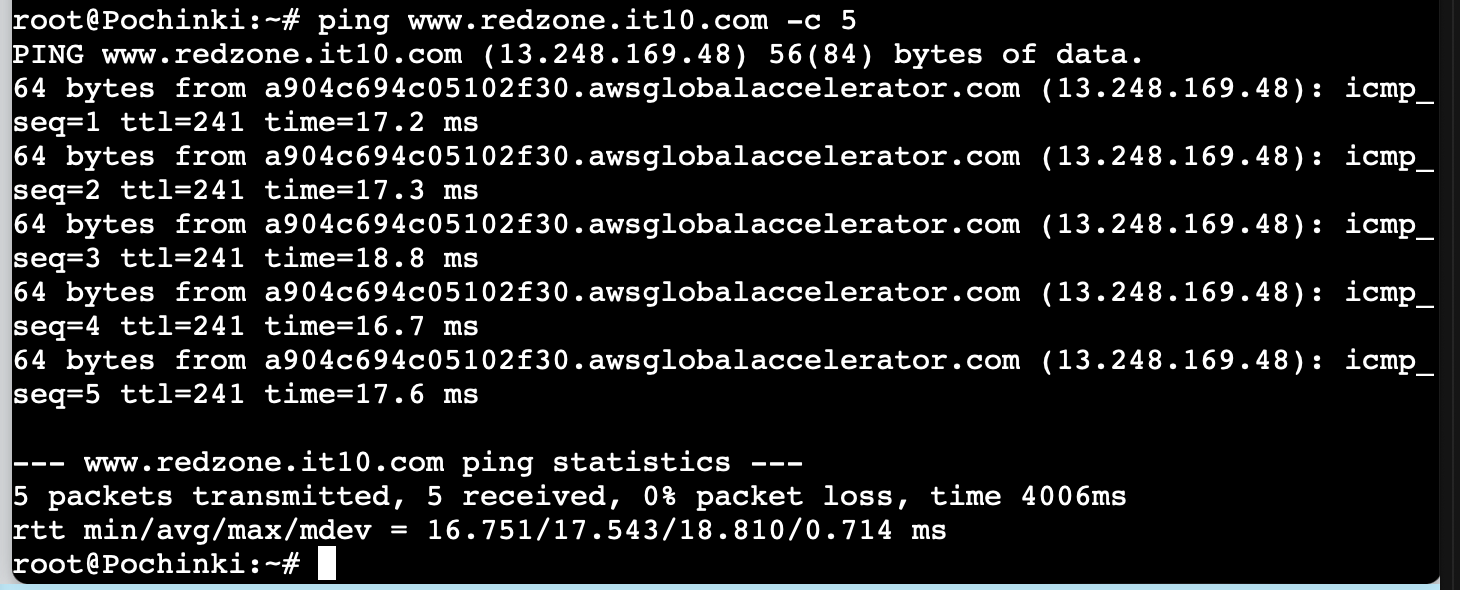 root@Pochinki:~# ping www.redzone.it10.com -c 5
PING www.redzone.it10.com (13.248.169.48) 56(84) bytes of data.
64 bytes from a904c694c05102f30.awsglobalaccelerator.com (13.248.169.48): icmp_
seq=1 ttl=241 time=17.2 ms
64 bytes from a904c694c05102f30.awsglobalaccelerator.com (13.248.169.48): icmp_
seq=2 ttl=241 time=17.3 ms
64 bytes from a904c694c05102f30.awsglobalaccelerator.com (13.248.169.48): icmp_
seq=3 ttl=241 time=18.8 ms
64 bytes from a904c694c05102f30.awsglobalaccelerator.com (13.248.169.48): icmp_
seq=4 ttl=241 time=16.7 ms
64 bytes from a904c694c05102f30.awsglobalaccelerator.com (13.248.169.48): icmp_
seq=5 ttl=241 time=17.6 ms

--- www.redzone.it10.com ping statistics ---
5 packets transmitted, 5 received, 0% packet loss, time 4006ms
rtt min/avg/max/mdev = 16.751/17.543/18.810/0.714 ms
root@Pochinki:~#